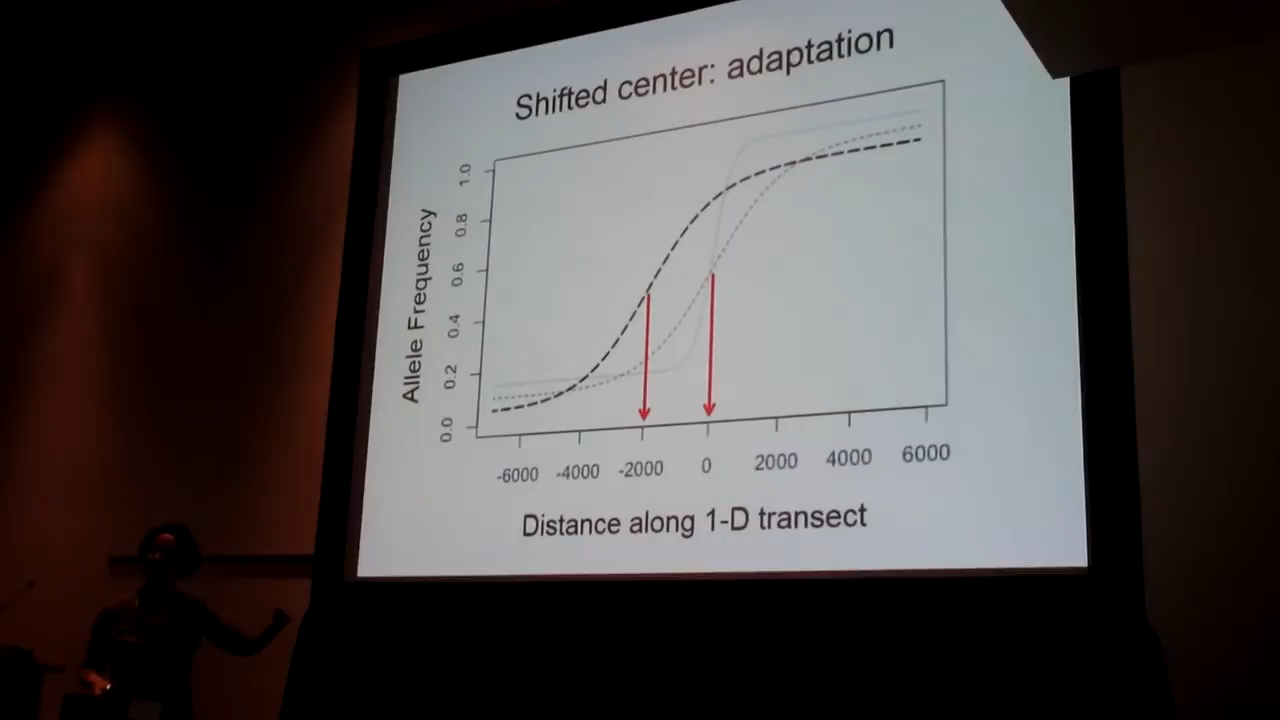 Shifted center: adaptation
Allele Frequency
1.0
0.8
0.6
0.4
0.2
0.0
-6000 -4000 -2000 0 2000 4000 6000
Distance along 1-D transect